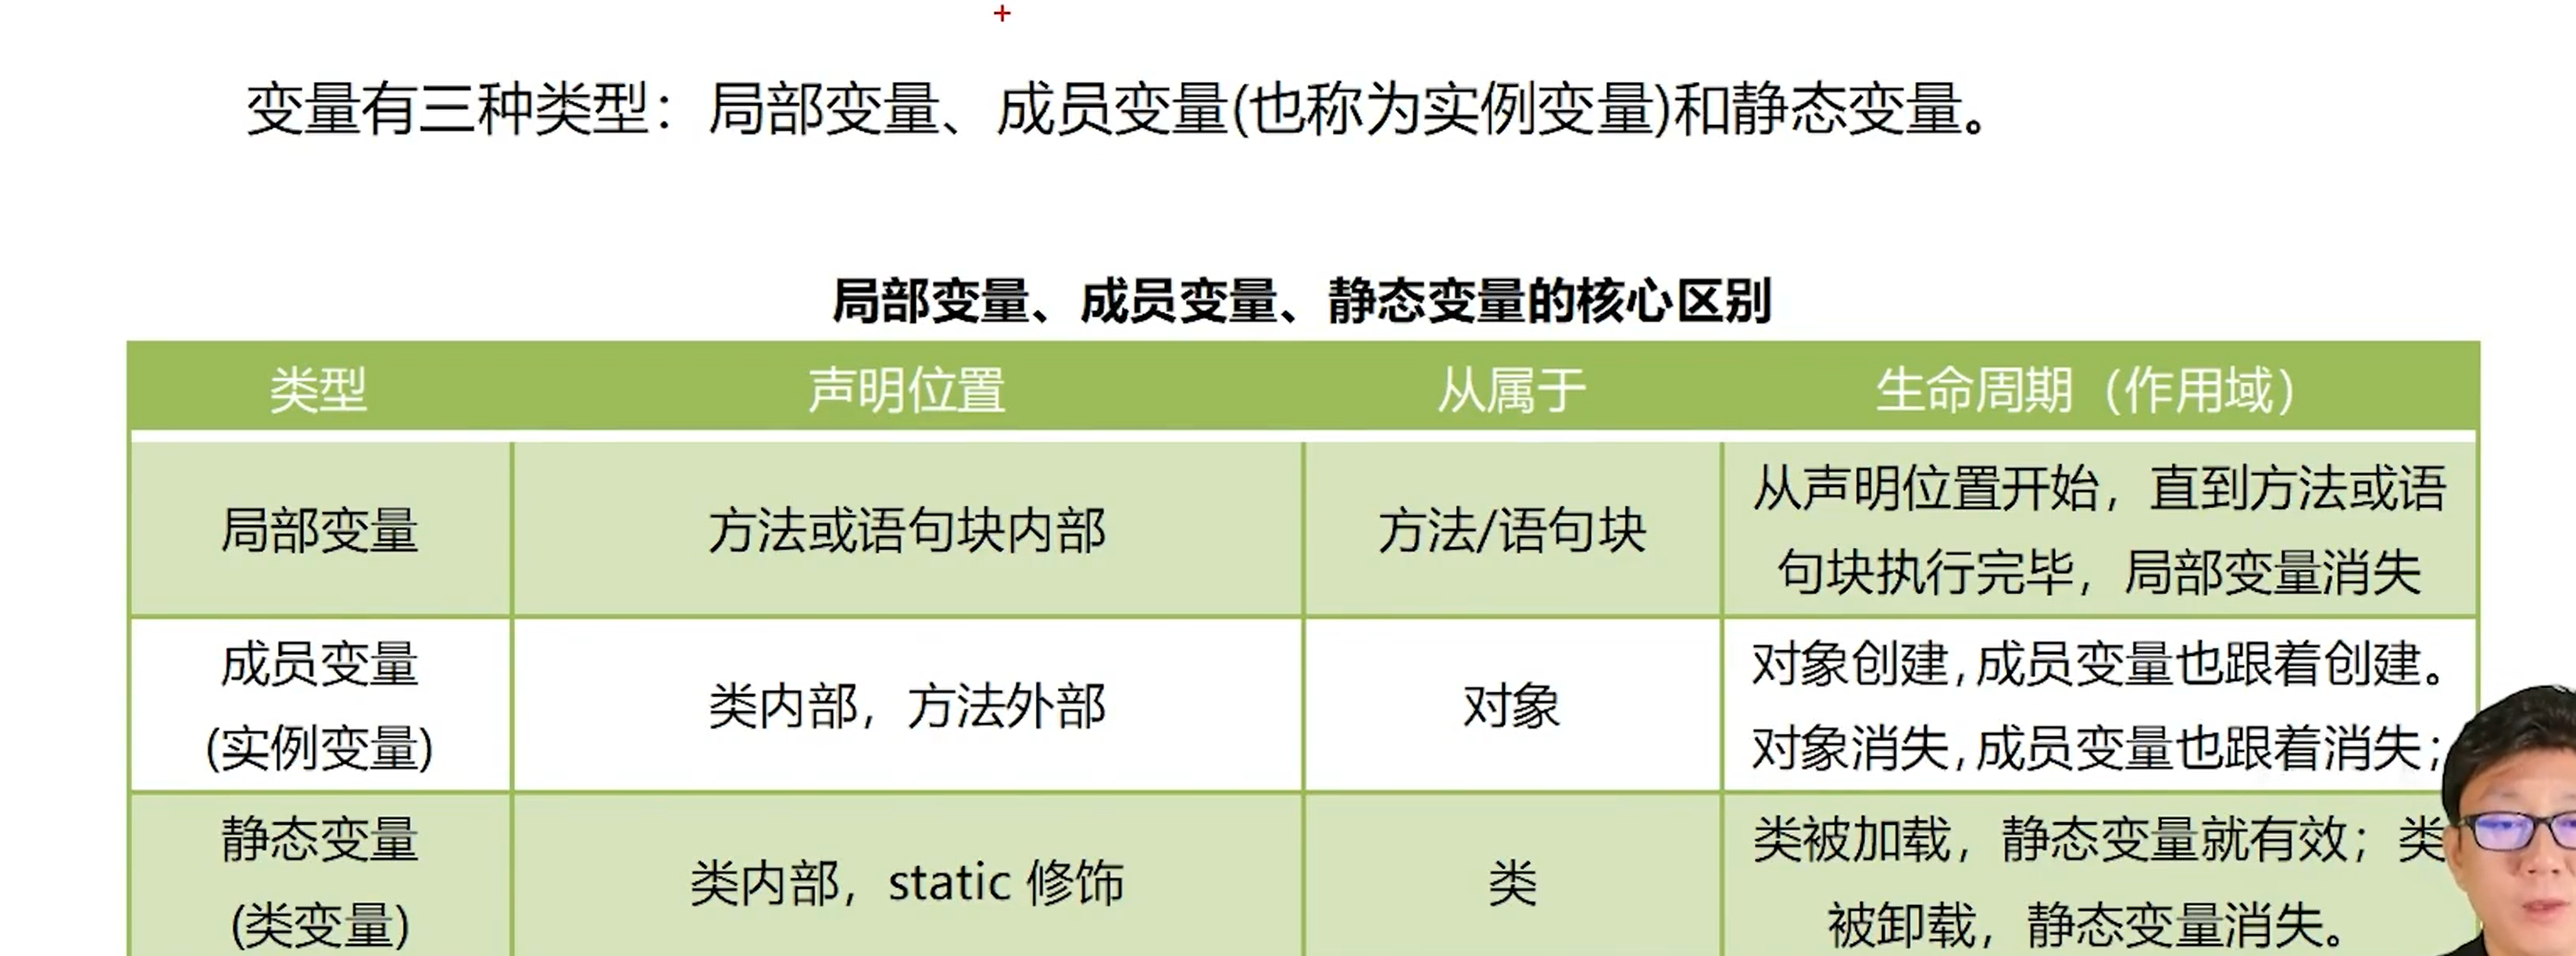 变量有三种类型：局部变量、成员变量(也称为实例变量)和静态变量。
局部变量、成员变量、静态变量的核心区别
类型 声明位置 从属于 生命周期（作用域）
局部变量 方法或语句块内部 方法/语句块 从声明位置开始，直到方法或语
句块执行完毕，局部变量消失
成员变量
(实例变量) 类内部，方法外部 对象 对象创建,成员变量也跟着创建。
对象消失,成员变量也跟着消失;
静态变量
(类变量) 类内部，static 修饰 类 类被加载，静态变量就有效；类
被卸载，静态变量消失。